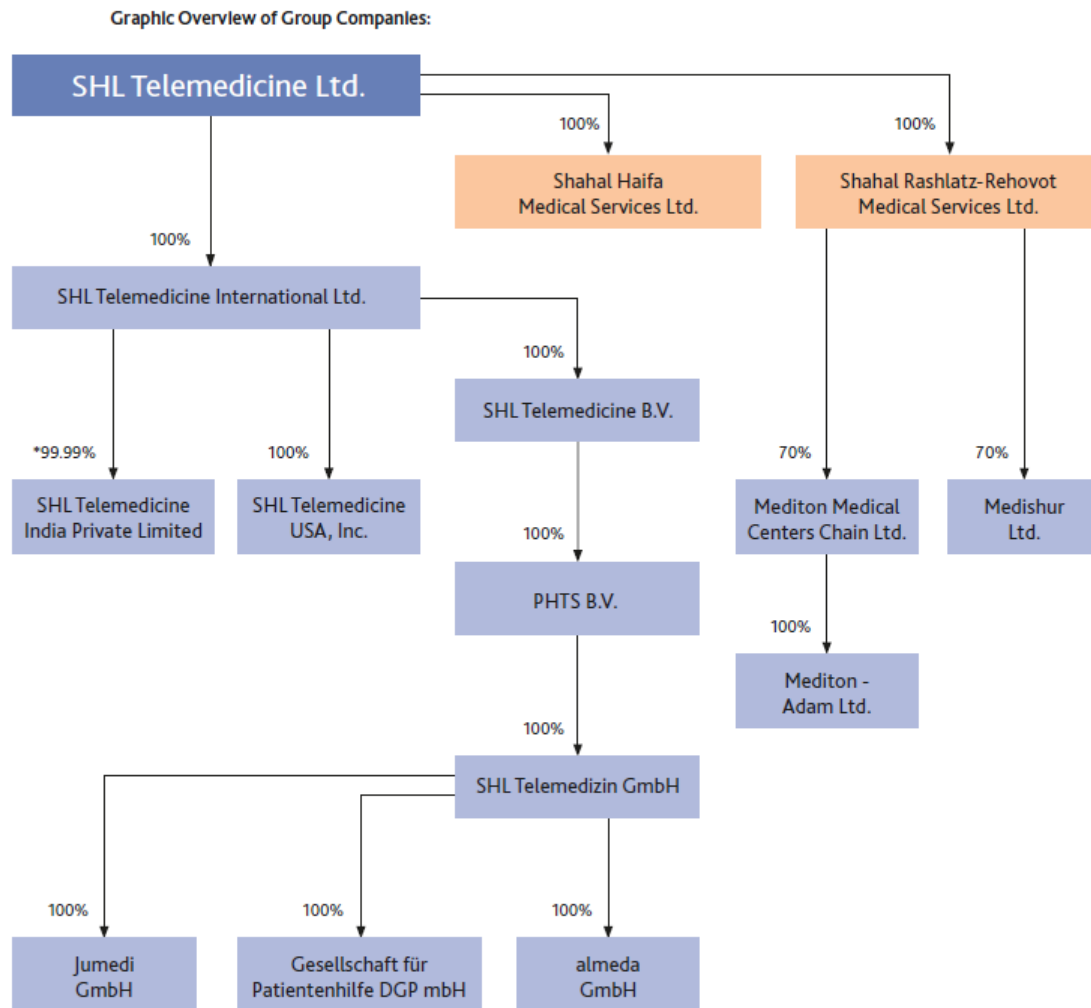 Graphic Overview of Group Companies:
SHL Telemedicine Ltd.
100%
100%
Shahal Haifa
Medical Services Ltd.
Shahal Rashlatz-Rehovot
Medical Services Ltd.
100%
SHL Telemedicine International Ltd.
100%
SHL Telemedicine B.V.
*99.99%
100%
70%
70%
SHL Telemedicine
India Private Limited
SHL Telemedicine
USA, Inc.
Mediton Medical
Centers Chain Ltd.
Medishur
Ltd.
100%
PHTS B.V.
100%
Mediton -
Adam Ltd.
100%
SHL Telemedizin GmbH
100%
100%
100%
Jumedi
GmbH
Gesellschaft für
Patientenhilfe DGP mbH
almeda
GmbH